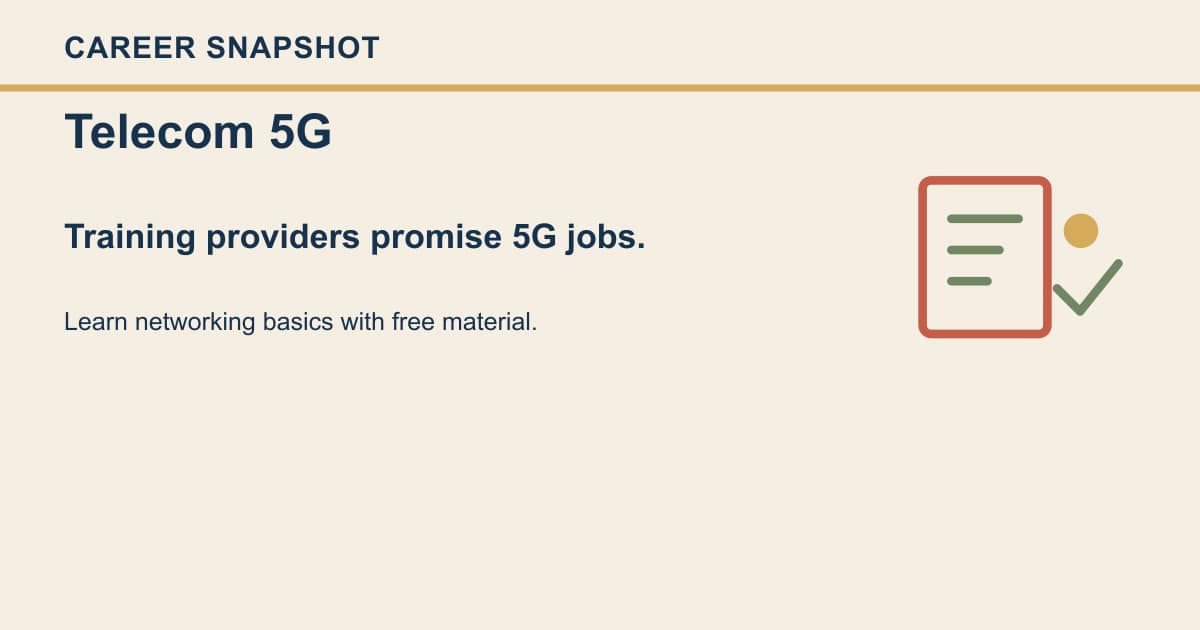 CAREER SNAPSHOT
Telecom 5G
Training providers promise 5G jobs.
Learn networking basics with free material.